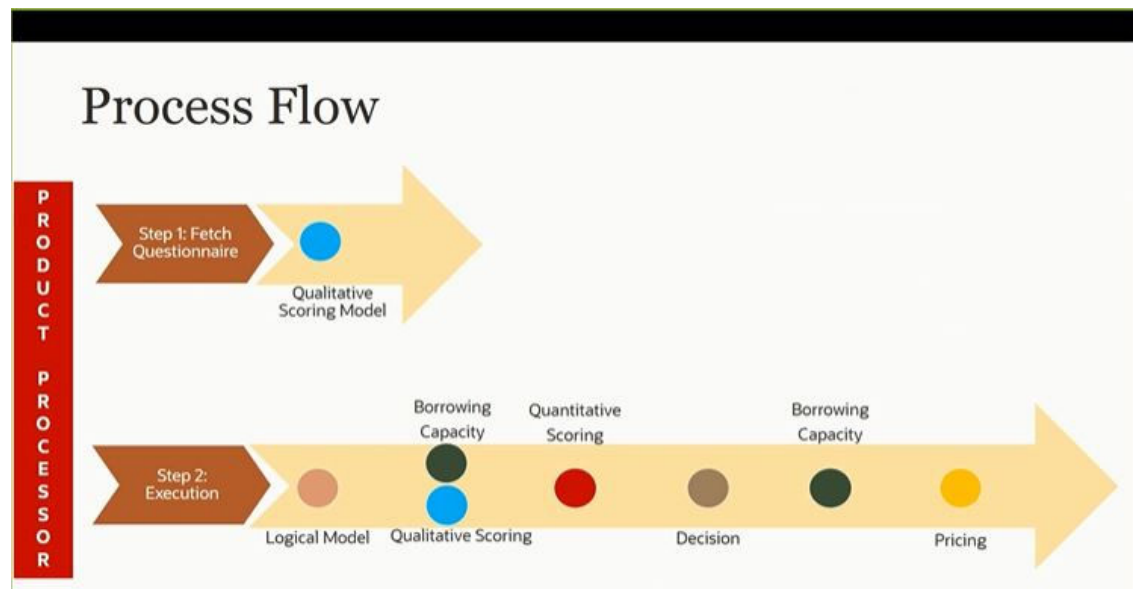 Process Flow
PRODUCT PROCESSOR
Step 1: Fetch
Questionnaire
Qualitative
Scoring Model
Step 2:
Execution
Logical Model
Borrowing
Capacity
Qualitative Scoring
Quantitative
Scoring
Decision
Borrowing
Capacity
Pricing